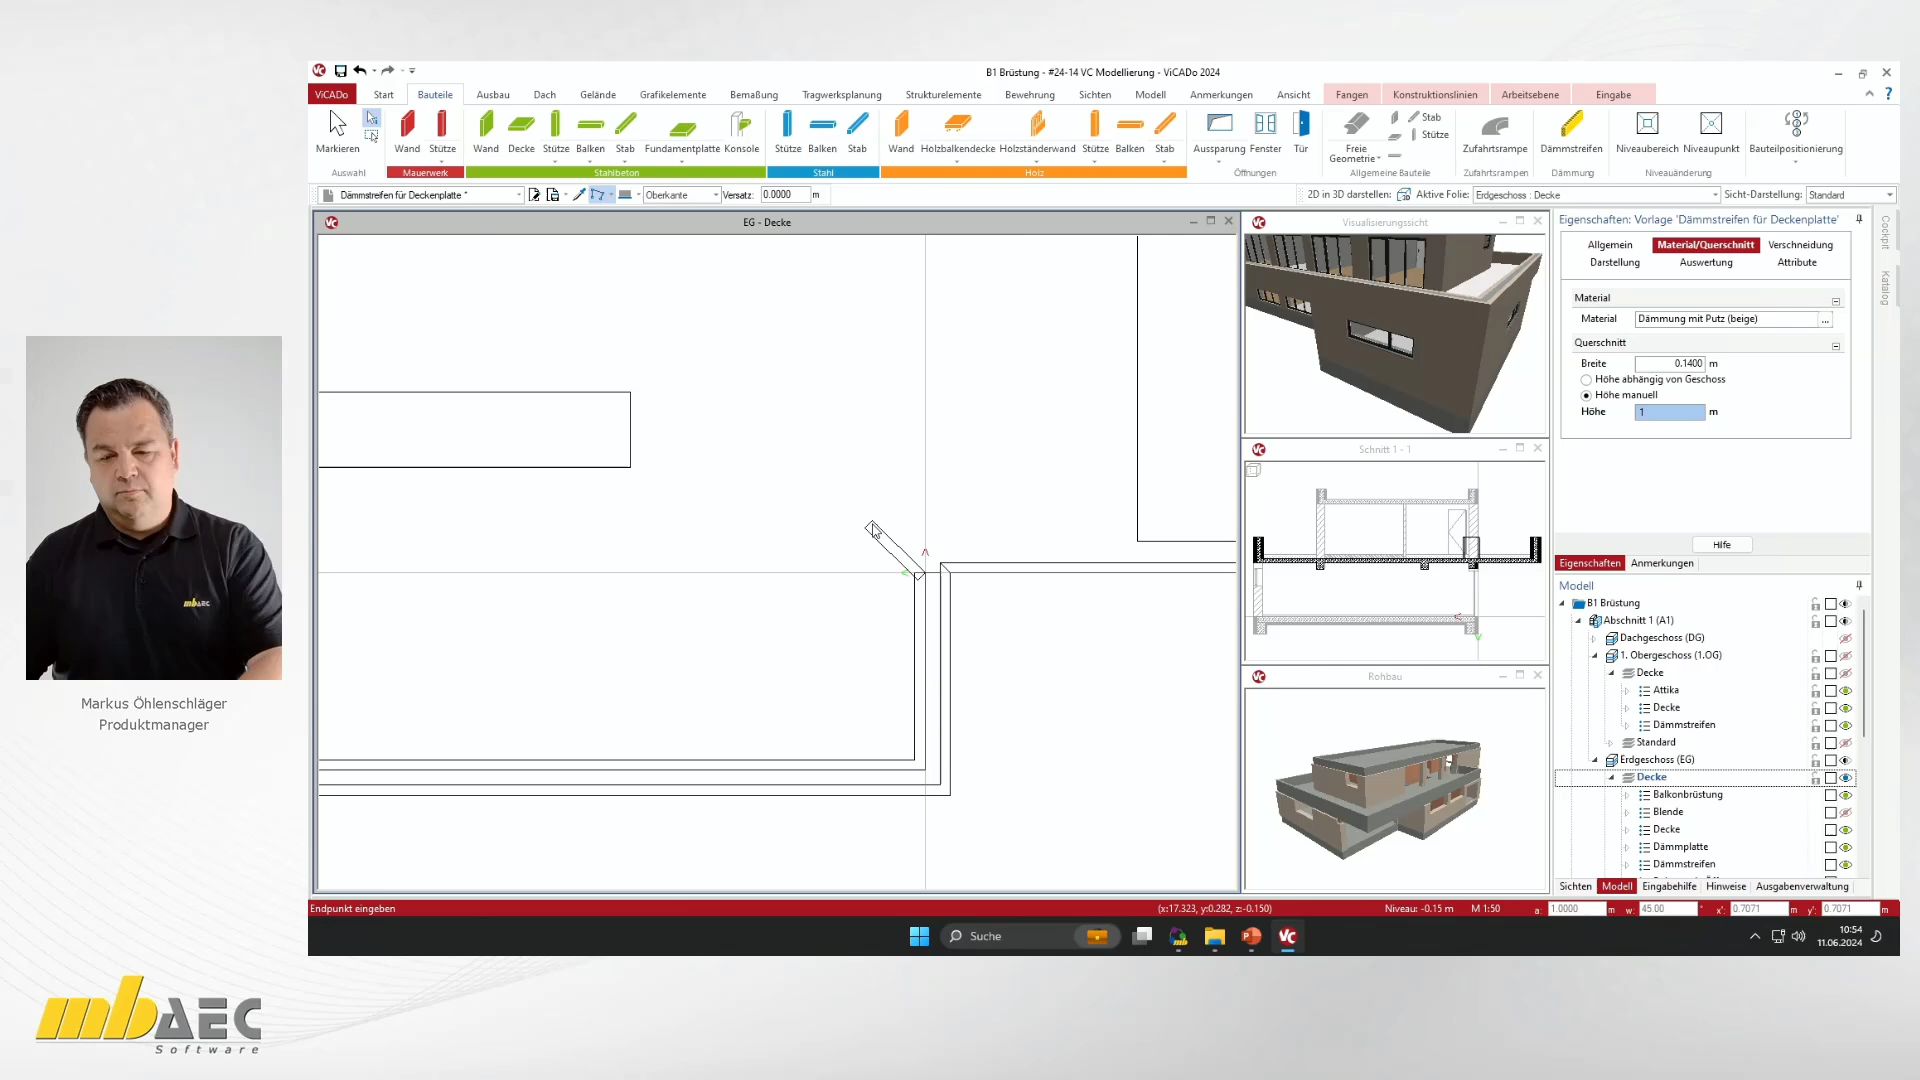 B1 Brüstung - #24-14 VC Modellierung - ViCADo 2024
ViCADo Start Bauteile Ausbau Dach Gelände Grafikelemente Bemaßung Tragwerksplanung Strukturelemente Bewehrung Sichten Modell Anmerkungen Ansicht Fangen Konstruktionslinien Arbeitsebene Eingabe
Markieren Wand Stütze Wand Decke Stütze Balken Stab Fundamentplatte Konsole Stütze Balken Stab Wand Holzbalkendecke Holzständerwand Stütze Balken Stab Aussparung Fenster Tür Freie Geometrie Stab Stütze Zufahrtsrampe Dämmstreifen Niveaubereich Niveaupunkt Bauteilpositionierung
Auswahl Mauerwerk Stahlbeton Stahl Holz Öffnungen Allgemeine Bauteile Zufahrtsrampen Dämmung Niveauänderung
Dämmstreifen für Deckenplatte * Oberkante Versatz: 0.0000 m 2D in 3D darstellen: Aktive Folie: Erdgeschoss : Decke Sicht-Darstellung: Standard
EG - Decke
Visualisierungssicht
Schnitt 1 - 1
Rohbau
Eigenschaften: Vorlage 'Dämmstreifen für Deckenplatte'
Allgemein Material/Querschnitt Verschneidung
Darstellung Auswertung Attribute
Material
Material Dämmung mit Putz (beige) ...
Querschnitt
Breite 0.1400 m
Höhe abhängig von Geschoss
Höhe manuell
Höhe 1 m
Hilfe
Eigenschaften Anmerkungen
Cockpit
Katalog
Modell
B1 Brüstung
Abschnitt 1 (A1)
Dachgeschoss (DG)
1. Obergeschoss (1.OG)
Decke
Attika
Decke
Dämmstreifen
Standard
Erdgeschoss (EG)
Decke
Balkonbrüstung
Blende
Decke
Dämmplatte
Dämmstreifen
Sichten Modell Eingabehilfe Hinweise Ausgabenverwaltung
Endpunkt eingeben (x:17.323, y:0.282, z:-0.150) Niveau: -0.15 m M 1:50 a: 1.0000 m w: 45.00 ° x': 0.7071 m y': 0.7071 m
Suche
10:54
11.06.2024
mbAEC
Markus Öhlenschläger
Produktmanager
mbAEC
Software